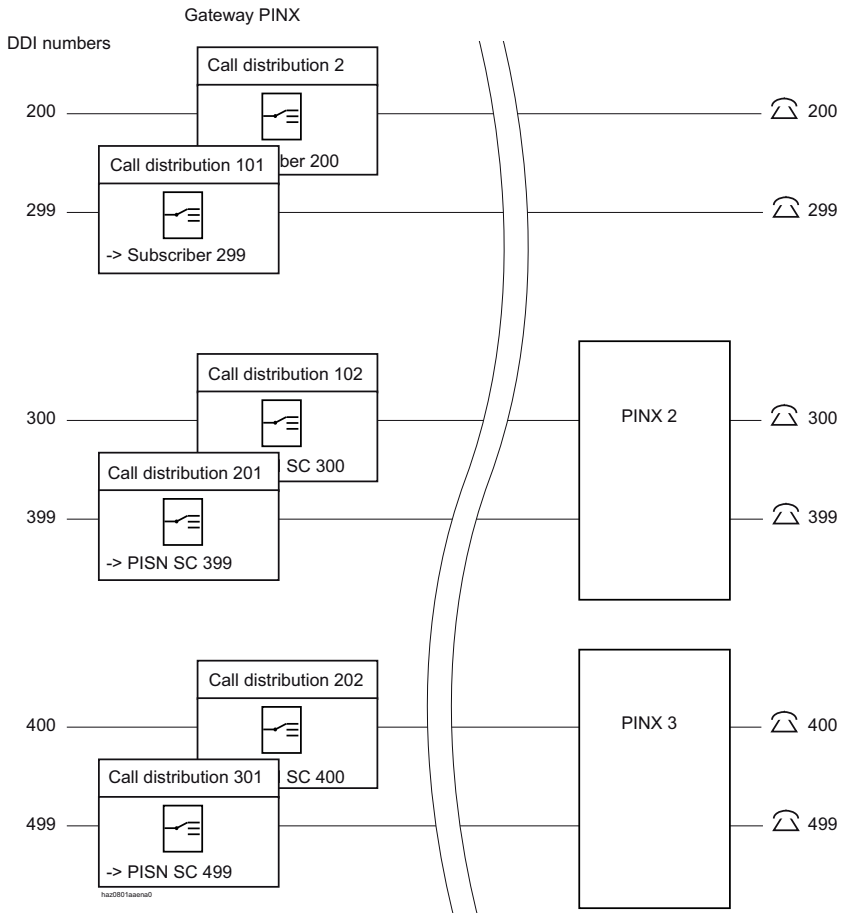 Gateway PINX
DDI numbers
Call distribution 2
200
200
ber 200
Call distribution 101
299
299
-> Subscriber 299
Call distribution 102
300
PINX 2
300
SC 300
Call distribution 201
399
399
-> PISN SC 399
Call distribution 202
400
PINX 3
400
SC 400
Call distribution 301
499
499
-> PISN SC 499
haz0801aaena0